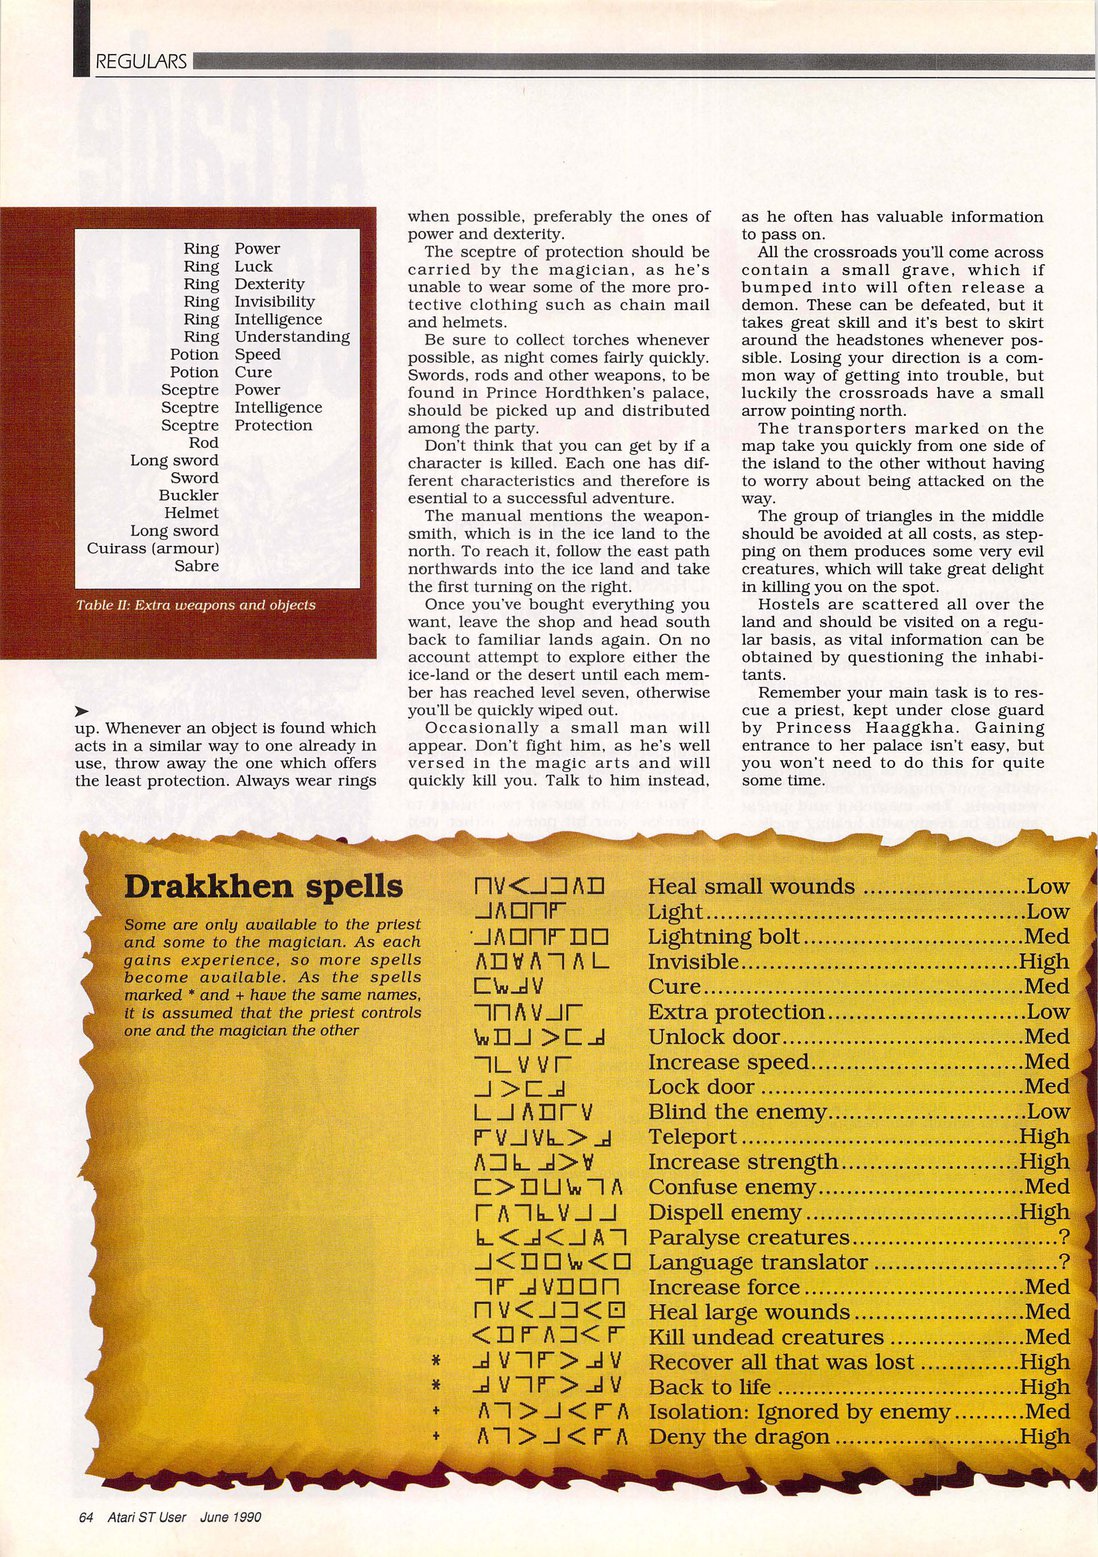 REGULARS
Ring Power
Ring Luck
Ring Dexterity
Ring Invisibility
Ring Intelligence
Ring Understanding
Potion Speed
Potion Cure
Sceptre Power
Sceptre Intelligence
Sceptre Protection
Rod
Long sword
Sword
Buckler
Helmet
Long sword
Cuirass (armour)
Sabre
Table II: Extra weapons and objects
➤
up. Whenever an object is found which
acts in a similar way to one already in
use, throw away the one which offers
the least protection. Always wear rings
when possible, preferably the ones of
power and dexterity.
The sceptre of protection should be
carried by the magician, as he's
unable to wear some of the more pro-
tective clothing such as chain mail
and helmets.
Be sure to collect torches whenever
possible, as night comes fairly quickly.
Swords, rods and other weapons, to be
found in Prince Hordthken's palace,
should be picked up and distributed
among the party.
Don't think that you can get by if a
character is killed. Each one has dif-
ferent characteristics and therefore is
esential to a successful adventure.
The manual mentions the weapon-
smith, which is in the ice land to the
north. To reach it, follow the east path
northwards into the ice land and take
the first turning on the right.
Once you've bought everything you
want, leave the shop and head south
back to familiar lands again. On no
account attempt to explore either the
ice-land or the desert until each mem-
ber has reached level seven, otherwise
you'll be quickly wiped out.
Occasionally a small man will
appear. Don't fight him, as he's well
versed in the magic arts and will
quickly kill you. Talk to him instead,
as he often has valuable information
to pass on.
All the crossroads you'll come across
contain a small grave, which if
bumped into will often release a
demon. These can be defeated, but it
takes great skill and it's best to skirt
around the headstones whenever pos-
sible. Losing your direction is a com-
mon way of getting into trouble, but
luckily the crossroads have a small
arrow pointing north.
The transporters marked on the
map take you quickly from one side of
the island to the other without having
to worry about being attacked on the
way.
The group of triangles in the middle
should be avoided at all costs, as step-
ping on them produces some very evil
creatures, which will take great delight
in killing you on the spot.
Hostels are scattered all over the
land and should be visited on a regu-
lar basis, as vital information can be
obtained by questioning the inhabi-
tants.
Remember your main task is to res-
cue a priest, kept under close guard
by Princess Haaggkha. Gaining
entrance to her palace isn't easy, but
you won't need to do this for quite
some time.
Drakkhen spells
Some are only available to the priest
and some to the magician. As each
gains experience, so more spells
become available. As the spells
marked * and + have the same names,
it is assumed that the priest controls
one and the magician the other
Heal small wounds .......................Low
Light.............................................Low
Lightning bolt...............................Med
Invisible.......................................High
Cure.............................................Med
Extra protection............................Low
Unlock door..................................Med
Increase speed..............................Med
Lock door .....................................Med
Blind the enemy............................Low
Teleport.......................................High
Increase strength.........................High
Confuse enemy.............................Med
Dispell enemy..............................High
Paralyse creatures.............................?
Language translator ..........................?
Increase force...............................Med
Heal large wounds........................Med
Kill undead creatures ...................Med
* Recover all that was lost ..............High
* Back to life ..................................High
+ Isolation: Ignored by enemy..........Med
+ Deny the dragon..........................High
64 Atari ST User June 1990